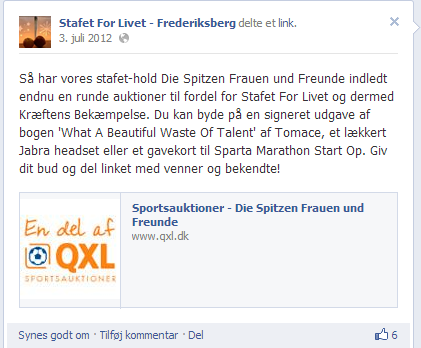 Stafet For Livet - Frederiksberg delte et link.
3. juli 2012
Så har vores stafet-hold Die Spitzen Frauen und Freunde indledt
endnu en runde auktioner til fordel for Stafet For Livet og dermed
Kræftens Bekæmpelse. Du kan byde på en signeret udgave af
bogen 'What A Beautiful Waste Of Talent' af Tomace, et lækkert
Jabra headset eller et gavekort til Sparta Marathon Start Op. Giv
dit bud og del linket med venner og bekendte!
En del af
QXL
SPORTSAUKTIONER
Sportsauktioner - Die Spitzen Frauen und
Freunde
www.qxl.dk
Synes godt om · Tilføj kommentar · Del
6